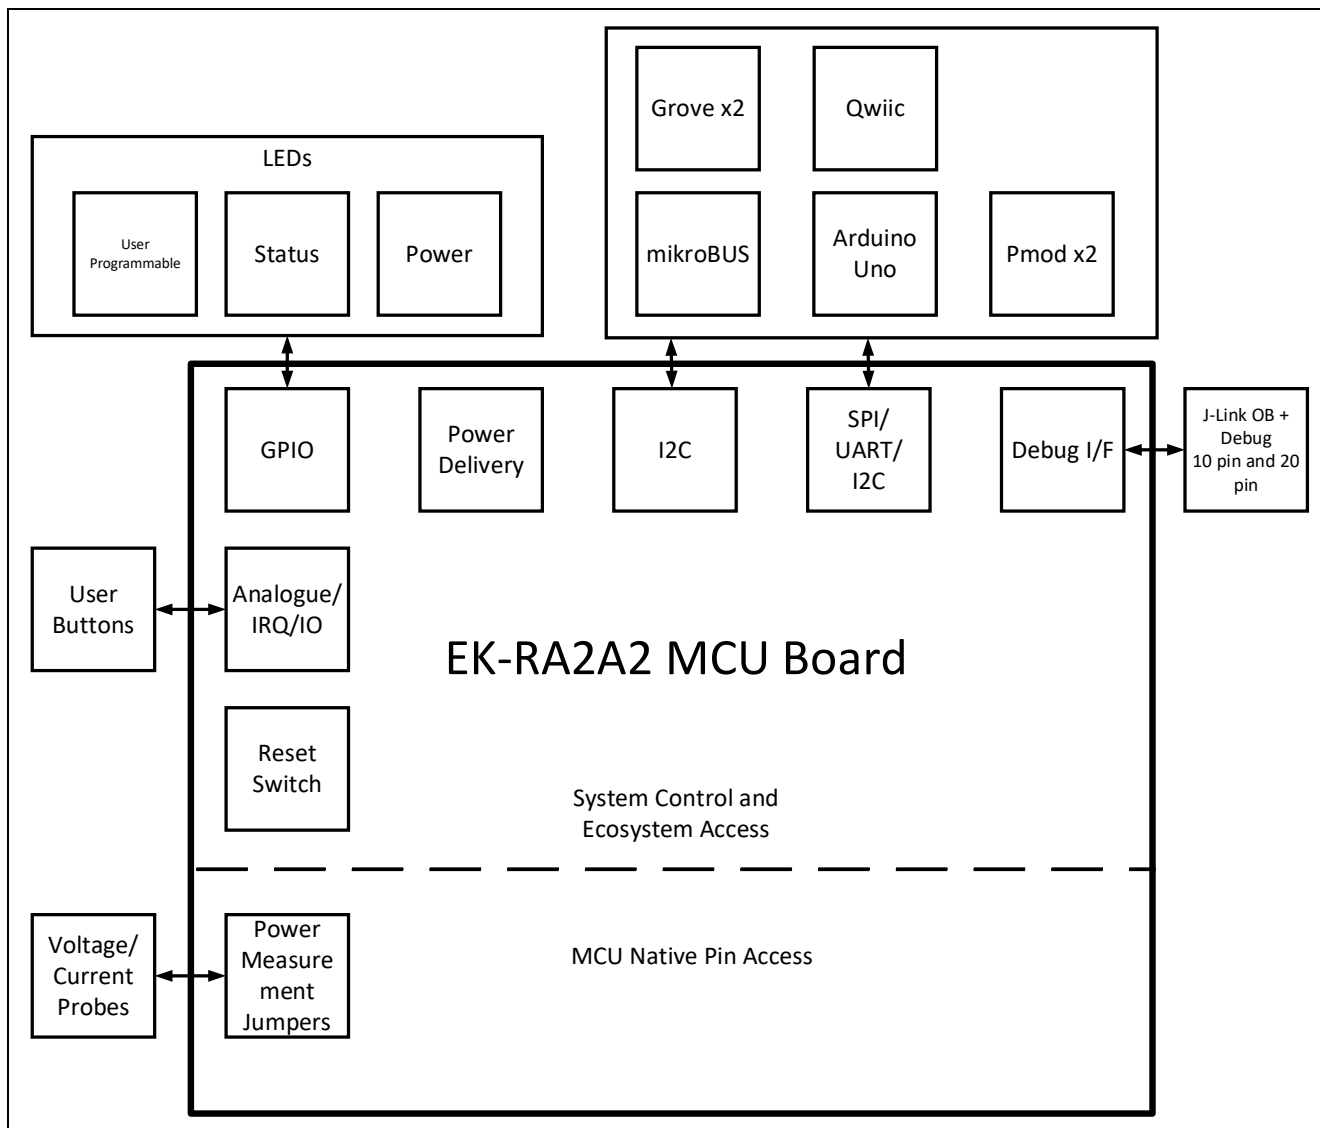 Grove x2
Qwiic
LEDs
User
Programmable
Status
Power
mikroBUS
Arduino
Uno
Pmod x2
GPIO
Power
Delivery
I2C
SPI/
UART/
I2C
Debug I/F
J-Link OB +
Debug
10 pin and 20
pin
User
Buttons
Analogue/
IRQ/IO
EK-RA2A2 MCU Board
Reset
Switch
System Control and
Ecosystem Access
Voltage/
Current
Probes
Power
Measure
ment
Jumpers
MCU Native Pin Access